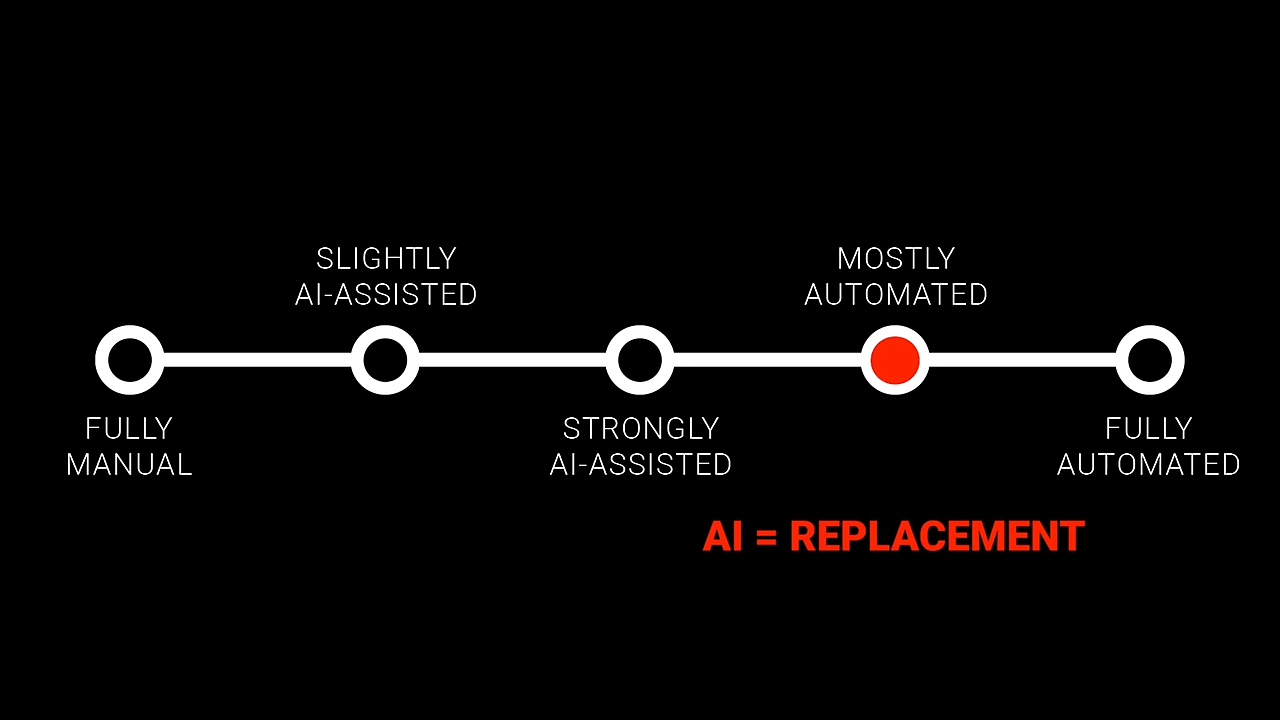 SLIGHTLY
AI-ASSISTED
MOSTLY
AUTOMATED
FULLY
MANUAL
STRONGLY
AI-ASSISTED
FULLY
AUTOMATED
AI = REPLACEMENT